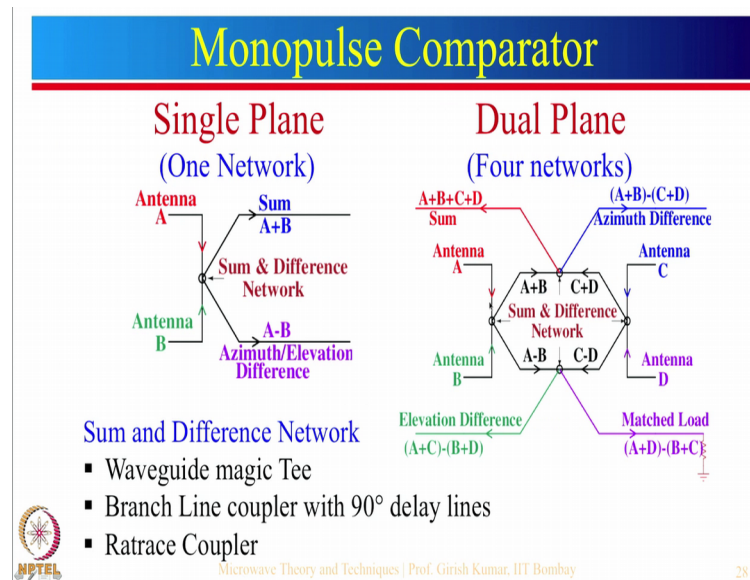 Monopulse Comparator
Single Plane
(One Network)
Antenna
A
Sum
A+B
Sum & Difference
Network
Antenna
B
A-B
Azimuth/Elevation
Difference
Dual Plane
(Four networks)
A+B+C+D
Sum
(A+B)-(C+D)
Azimuth Difference
Antenna
A
Antenna
C
A+B
C+D
Sum & Difference
Network
A-B
C-D
Antenna
B
Antenna
D
Elevation Difference
(A+C)-(B+D)
Matched Load
(A+D)-(B+C)
Sum and Difference Network
▪ Waveguide magic Tee
▪ Branch Line coupler with 90° delay lines
▪ Ratrace Coupler
NPTEL
Microwave Theory and Techniques | Prof. Girish Kumar, IIT Bombay
28